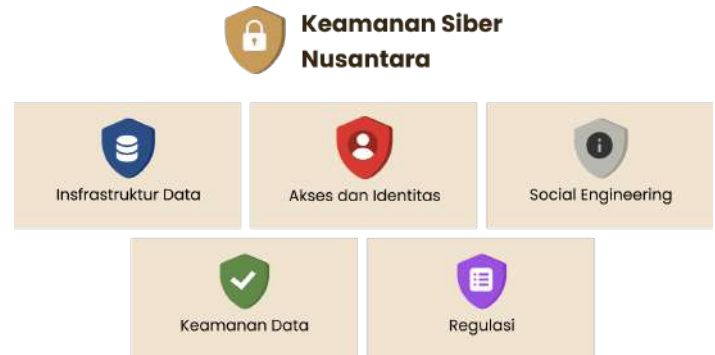 Keamanan Siber
Nusantara
Insfrastruktur Data
Akses dan Identitas
Social Engineering
Keamanan Data
Regulasi